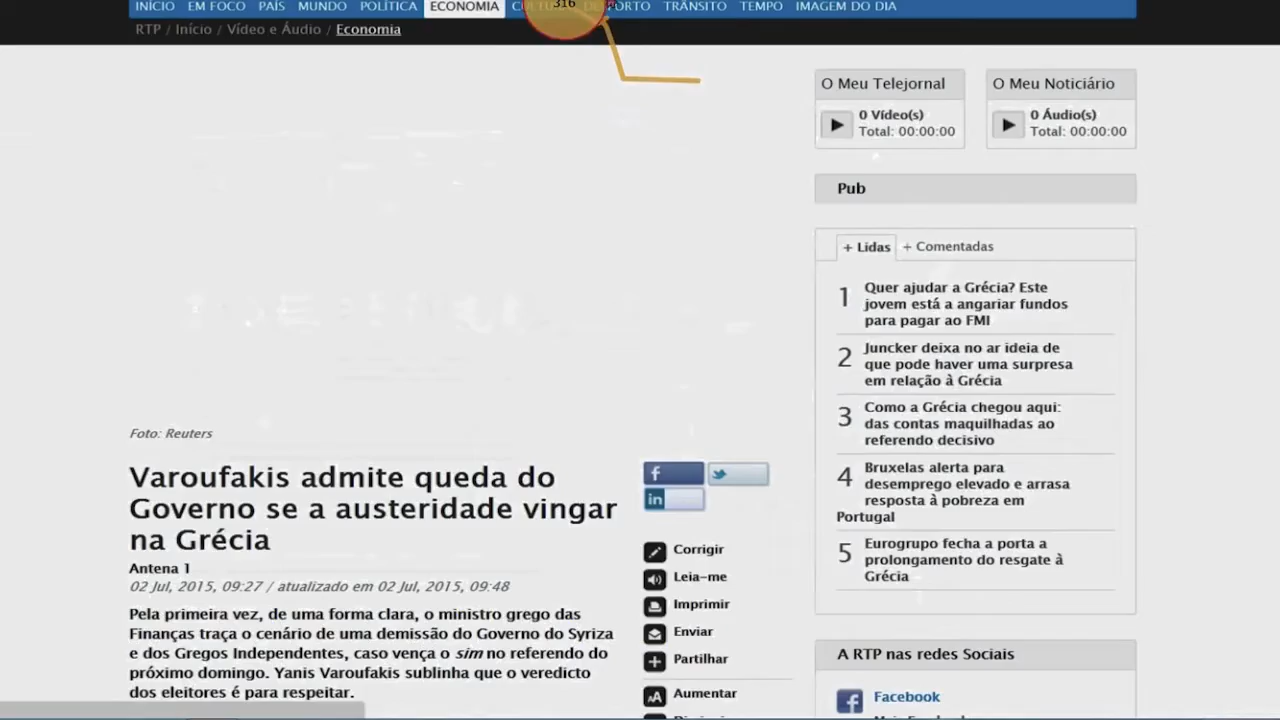 INÍCIO EM FOCO PAÍS MUNDO POLÍTICA ECONOMIA TRÂNSITO TEMPO IMAGEM DO DIA
316
RTP / Início / Vídeo e Áudio / Economia
O Meu Telejornal
0 Vídeo(s)
Total: 00:00:00
O Meu Noticiário
0 Áudio(s)
Total: 00:00:00
Pub
+ Lidas + Comentadas
1 Quer ajudar a Grécia? Este
jovem está a angariar fundos
para pagar ao FMI
2 Juncker deixa no ar ideia de
que pode haver uma surpresa
em relação à Grécia
3 Como a Grécia chegou aqui:
das contas maquilhadas ao
referendo decisivo
4 Bruxelas alerta para
desemprego elevado e arrasa
resposta à pobreza em
Portugal
5 Eurogrupo fecha a porta a
prolongamento do resgate à
Grécia
Foto: Reuters
Varoufakis admite queda do
Governo se a austeridade vingar
na Grécia
Antena 1
02 Jul, 2015, 09:27 / atualizado em 02 Jul, 2015, 09:48
Pela primeira vez, de uma forma clara, o ministro grego das
Finanças traça o cenário de uma demissão do Governo do Syriza
e dos Gregos Independentes, caso vença o sim no referendo do
próximo domingo. Yanis Varoufakis sublinha que o veredicto
dos eleitores é para respeitar.
f
in
Corrigir
Leia-me
Imprimir
Enviar
Partilhar
Aumentar
A RTP nas redes Sociais
Facebook